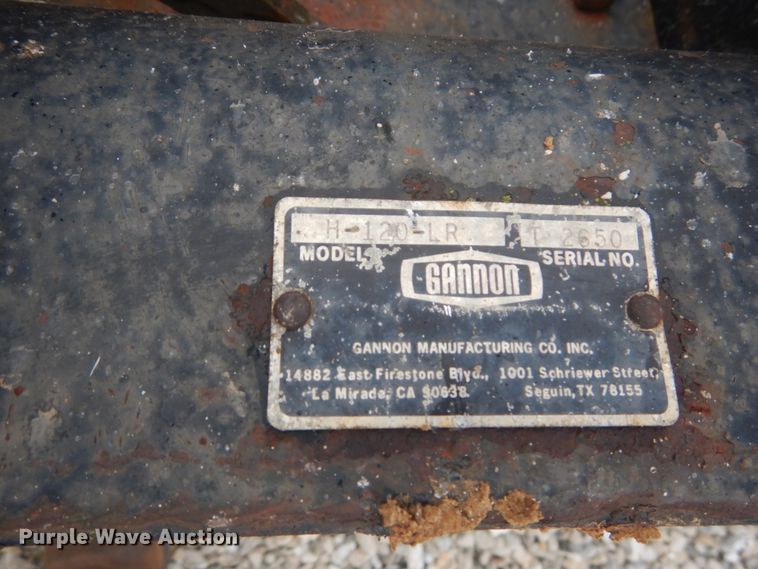 H-120-LR T 2650
MODEL SERIAL NO.
GANNON
GANNON MANUFACTURING CO. INC.
14882 East Firestone Blvd., 1001 Schriewer Street,
La Mirada, CA 90638 Seguin, TX 78155
Purple Wave Auction